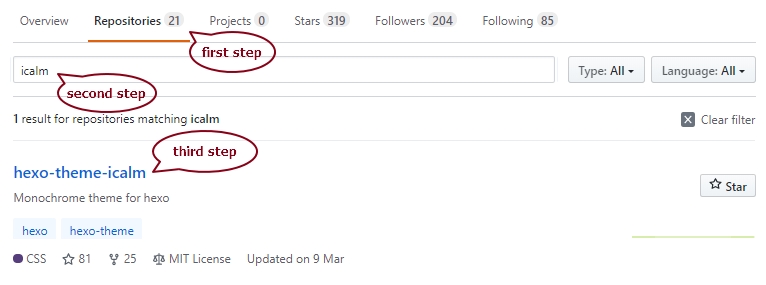 Overview Repositories 21 Projects 0 Stars 319 Followers 204 Following 85
first step
icalm Type: All Language: All
second step
1 result for repositories matching icalm Clear filter
third step
hexo-theme-icalm
Star
Monochrome theme for hexo
hexo hexo-theme
CSS 81 25 MIT License Updated on 9 Mar